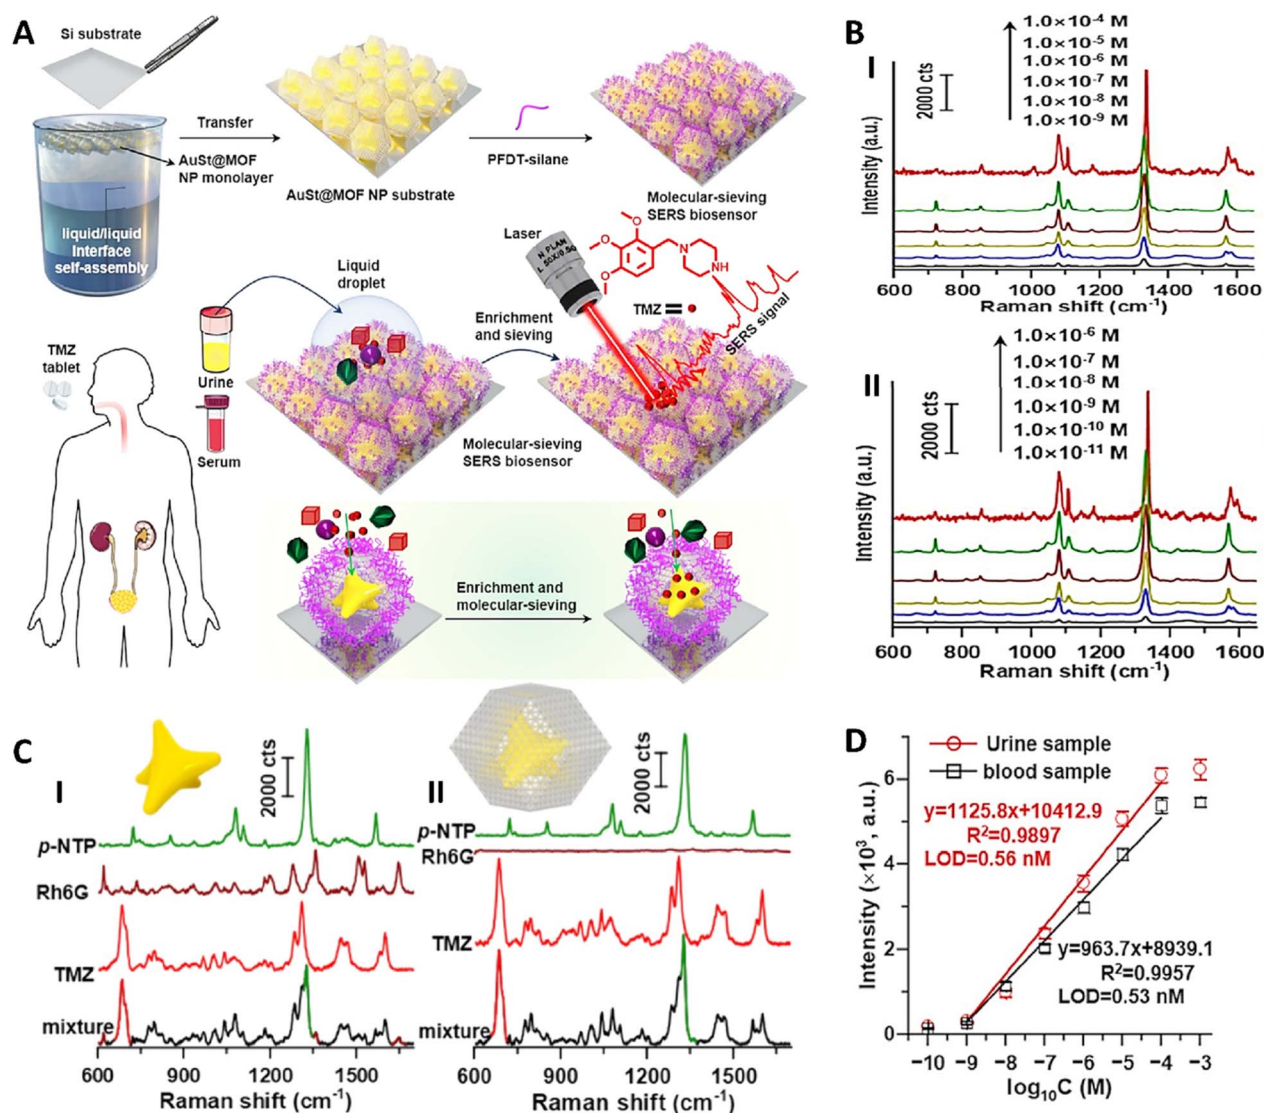 A
Si substrate
Transfer
AuSt@MOF
NP monolayer
liquid/liquid
Interface
self-assembly
AuSt@MOF NP substrate
PFDT-silane
Molecular-sieving
SERS biosensor
Laser
N PLAN
L 50X/0.5
O
O
O
N
NH
TMZ =
SERS signal
Liquid
droplet
Enrichment
and sieving
TMZ
tablet
Urine
Serum
Molecular-sieving
SERS biosensor
Enrichment and
molecular-sieving
B
I
2000 cts
1.0×10⁻⁴ M
1.0×10⁻⁵ M
1.0×10⁻⁶ M
1.0×10⁻⁷ M
1.0×10⁻⁸ M
1.0×10⁻⁹ M
Intensity (a.u.)
600 800 1000 1200 1400 1600
Raman shift (cm⁻¹)
II
2000 cts
1.0×10⁻⁶ M
1.0×10⁻⁷ M
1.0×10⁻⁸ M
1.0×10⁻⁹ M
1.0×10⁻¹⁰ M
1.0×10⁻¹¹ M
Intensity (a.u.)
600 800 1000 1200 1400 1600
Raman shift (cm⁻¹)
C
I
2000 cts
p-NTP
Rh6G
TMZ
mixture
600 900 1200 1500
Raman shift (cm⁻¹)
II
2000 cts
p-NTP
Rh6G
TMZ
mixture
600 900 1200 1500
Raman shift (cm⁻¹)
D
Urine sample
blood sample
y=1125.8x+10412.9
R²=0.9897
LOD=0.56 nM
y=963.7x+8939.1
R²=0.9957
LOD=0.53 nM
Intensity (×10³, a.u.)
6
4
2
0
−10 −9 −8 −7 −6 −5 −4 −3
log₁₀C (M)